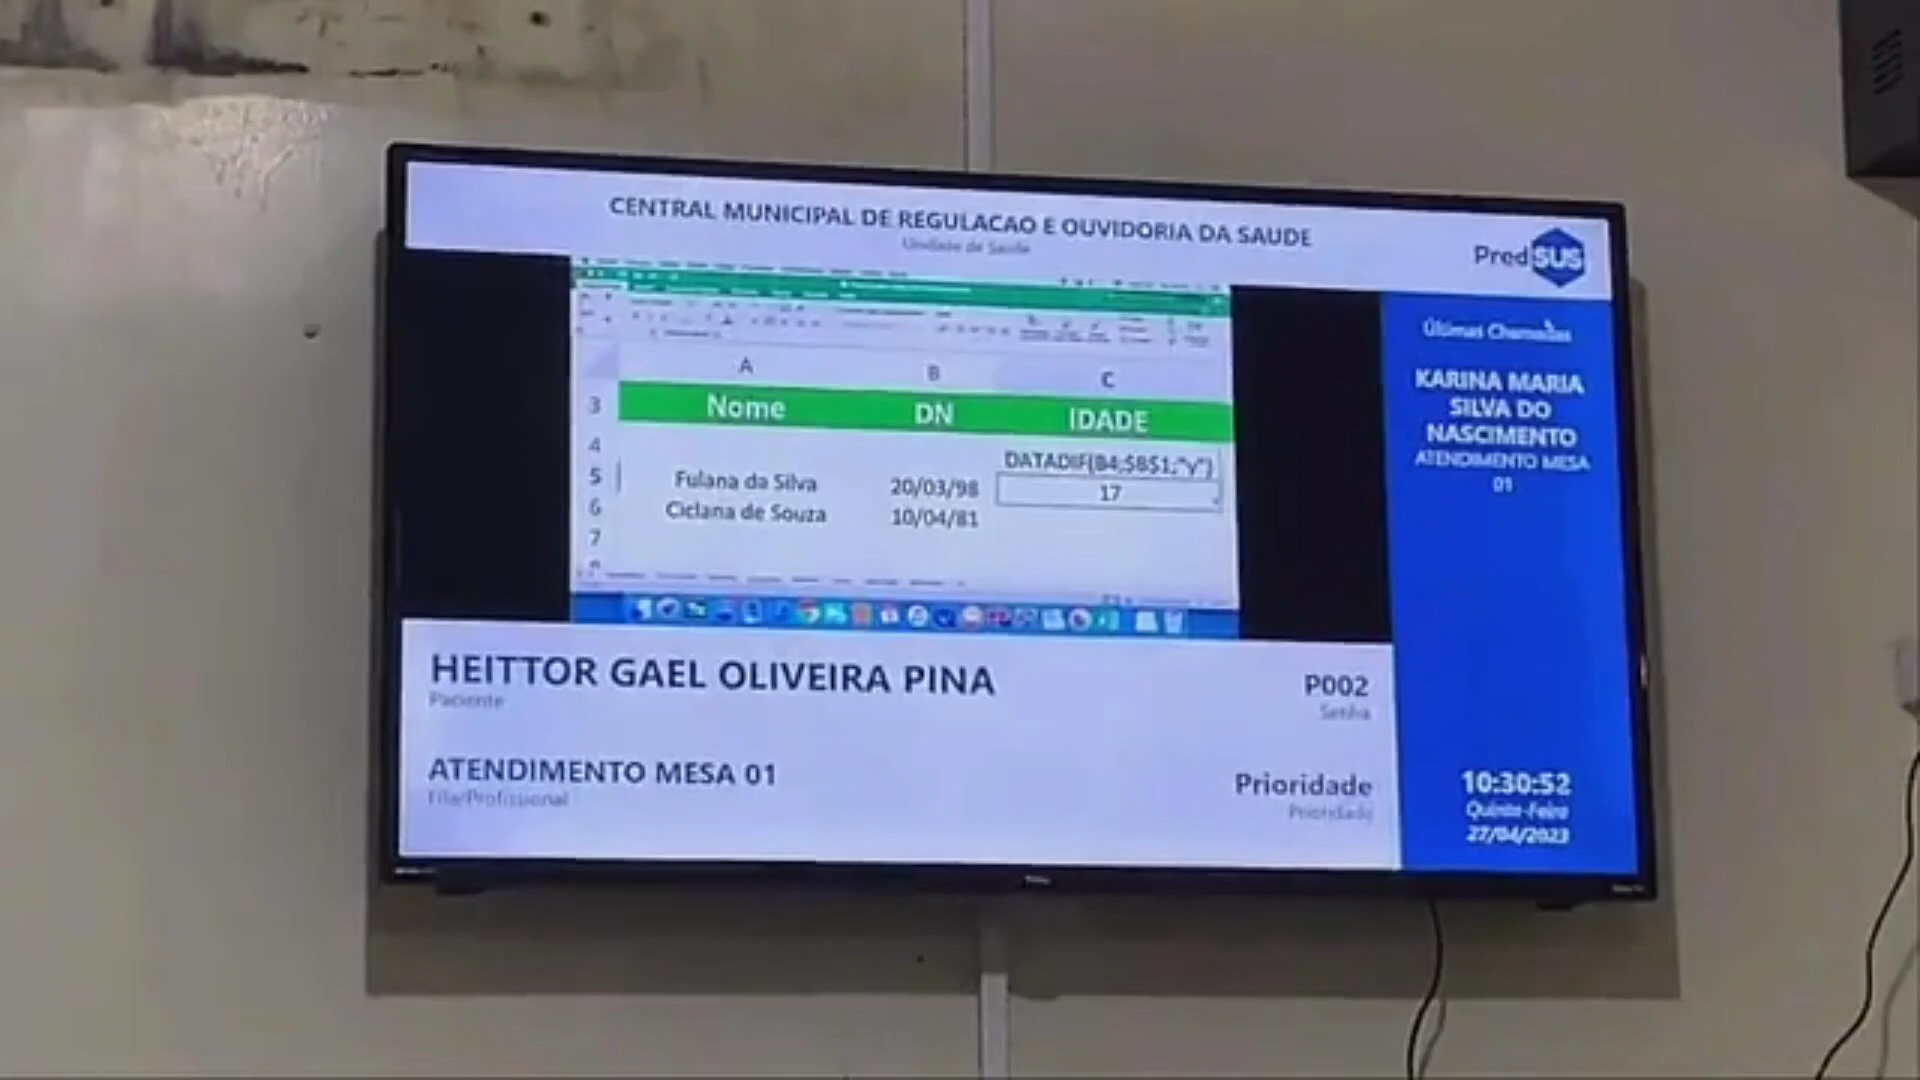 CENTRAL MUNICIPAL DE REGULACAO E OUVIDORIA DA SAUDE
Unidade de Saúde
PredSUS
A B C
3 Nome DN IDADE
4 DATADIF(B4;$B$1;"y")
5 Fulana da Silva 20/03/98 17
6 Ciclana de Souza 10/04/81
7
Últimas Chamadas
KARINA MARIA
SILVA DO
NASCIMENTO
ATENDIMENTO MESA
01
HEITTOR GAEL OLIVEIRA PINA
Paciente
P002
Senha
ATENDIMENTO MESA 01
Fila/Profissional
Prioridade
Prioridade
10:30:52
Quinta-Feira
27/04/2023